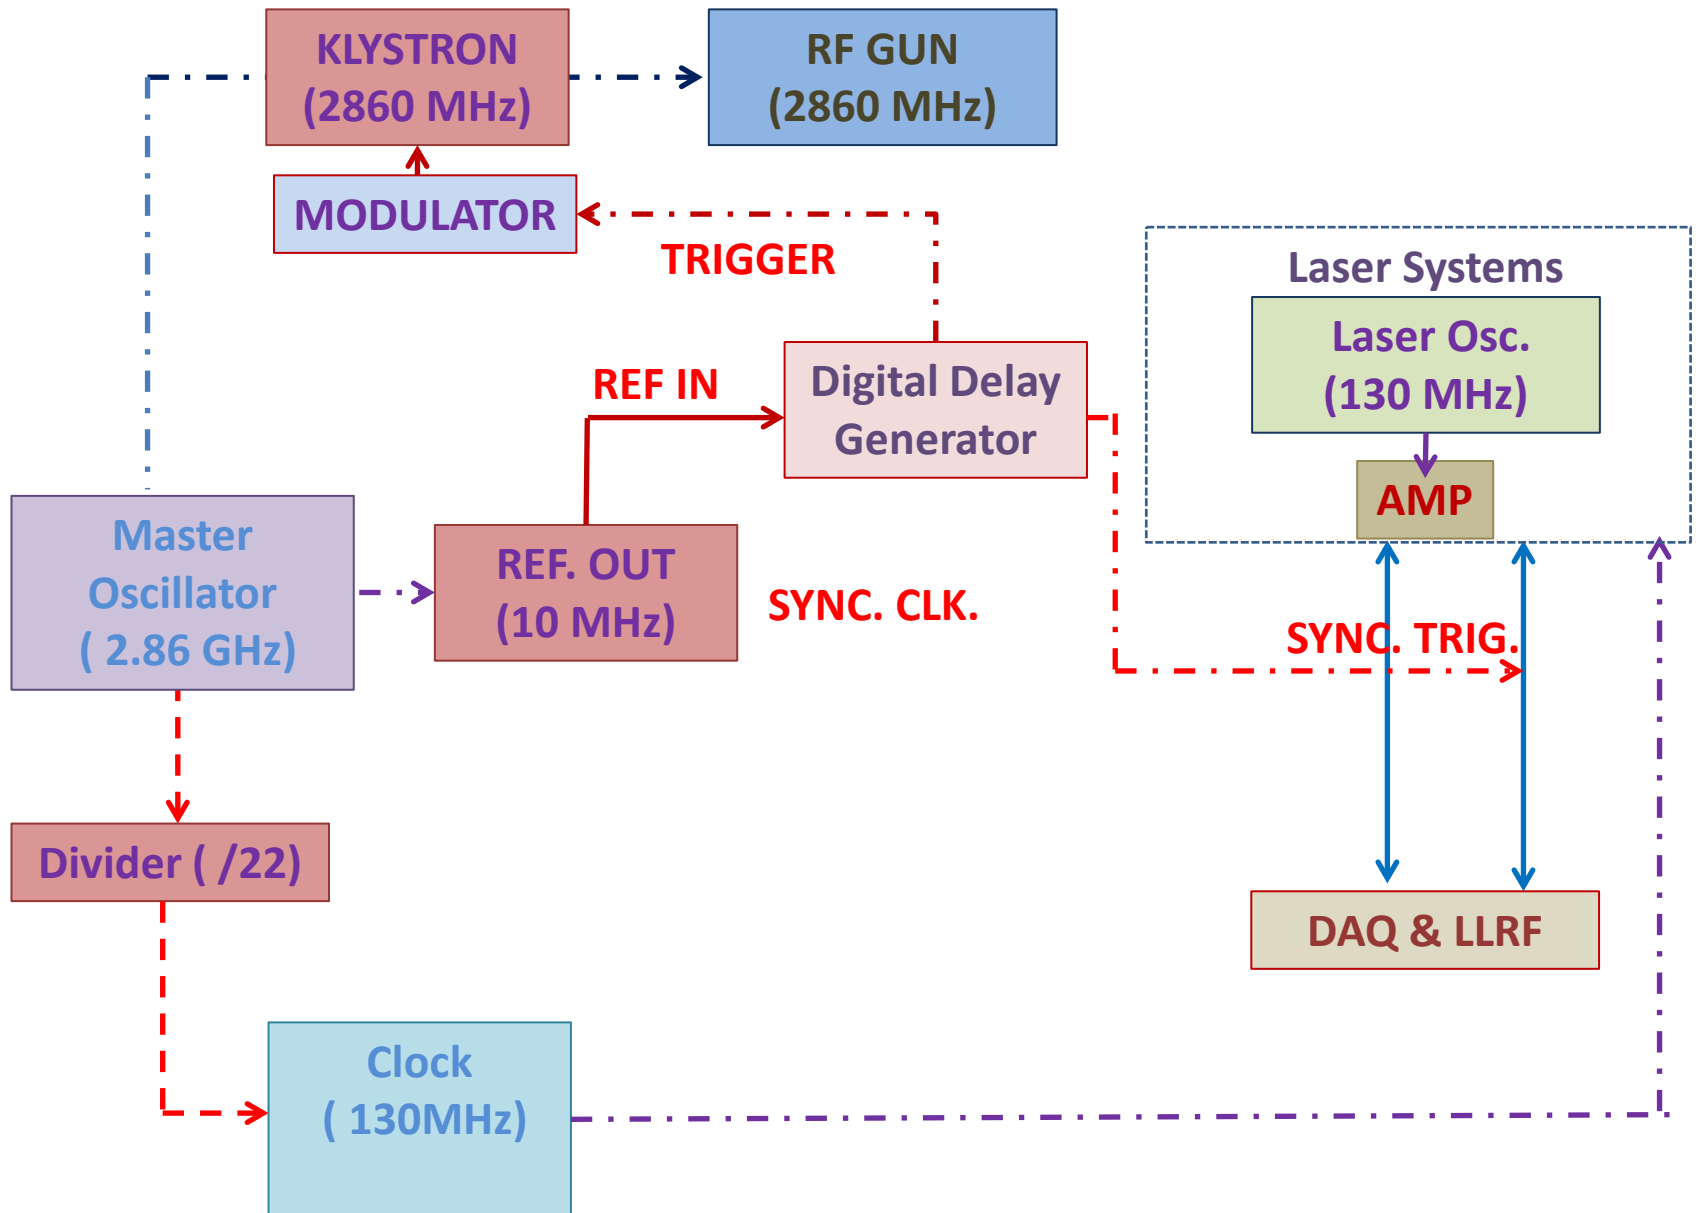 KLYSTRON
(2860 MHz)
RF GUN
(2860 MHz)
MODULATOR
TRIGGER
Laser Systems
Laser Osc.
(130 MHz)
AMP
REF IN
Digital Delay
Generator
Master
Oscillator
( 2.86 GHz)
REF. OUT
(10 MHz)
SYNC. CLK.
SYNC. TRIG.
Divider ( /22)
DAQ & LLRF
Clock
( 130MHz)